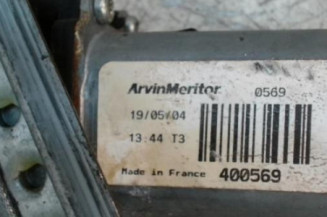 ArvinMeritor 0569
19/05/04
13:44 T3
Made in France 400569